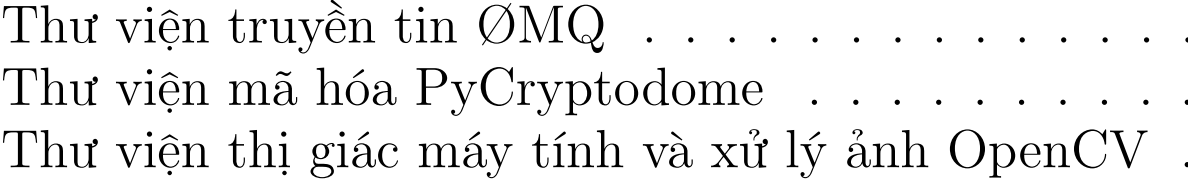 Thư viện truyền tin ØMQ . . . . . . . . . . . . . .
Thư viện mã hóa PyCryptodome . . . . . . . . . .
Thư viện thị giác máy tính và xử lý ảnh OpenCV .